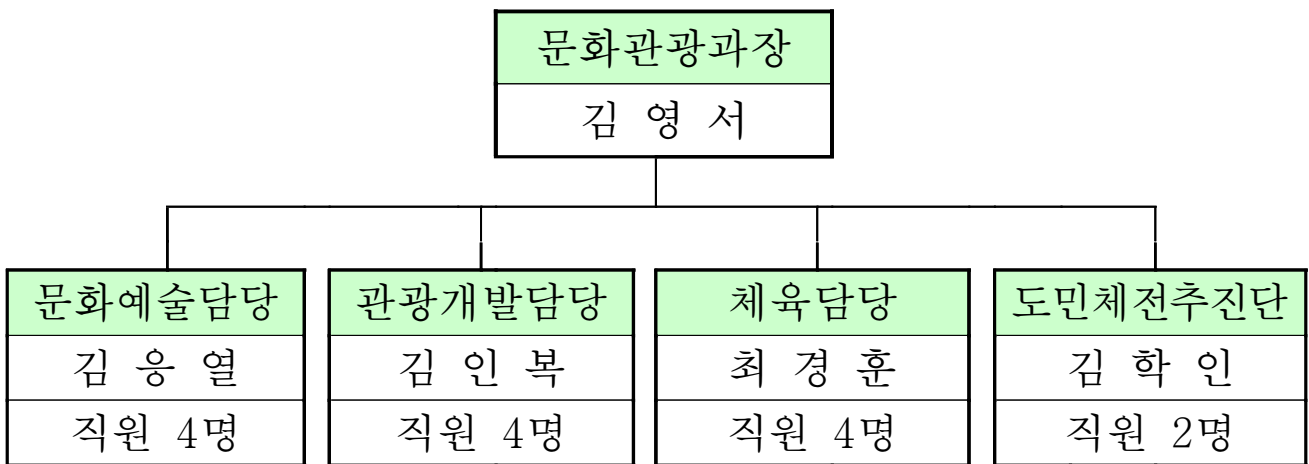 문화관광과장
김 영 서
문화예술담당
김 응 열
직원 4명
관광개발담당
김 인 복
직원 4명
체육담당
최 경 훈
직원 4명
도민체전추진단
김 학 인
직원 2명